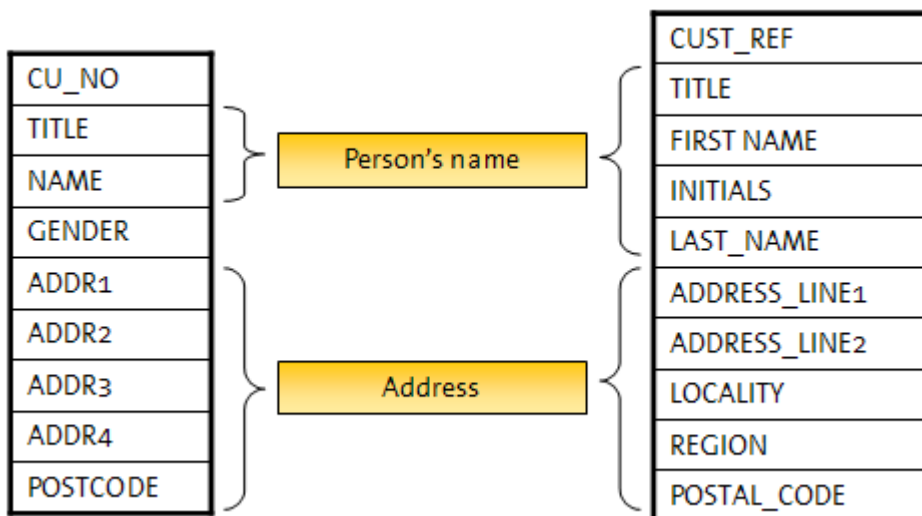 CU_NO
TITLE
NAME
GENDER
ADDR1
ADDR2
ADDR3
ADDR4
POSTCODE
Person's name
Address
CUST_REF
TITLE
FIRST NAME
INITIALS
LAST_NAME
ADDRESS_LINE1
ADDRESS_LINE2
LOCALITY
REGION
POSTAL_CODE